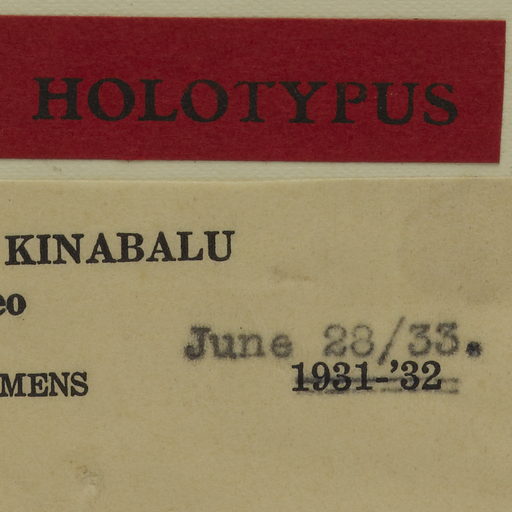 HOLOTYPUS
KINABALU
eo
June 28/33.
MENS 1931-'32